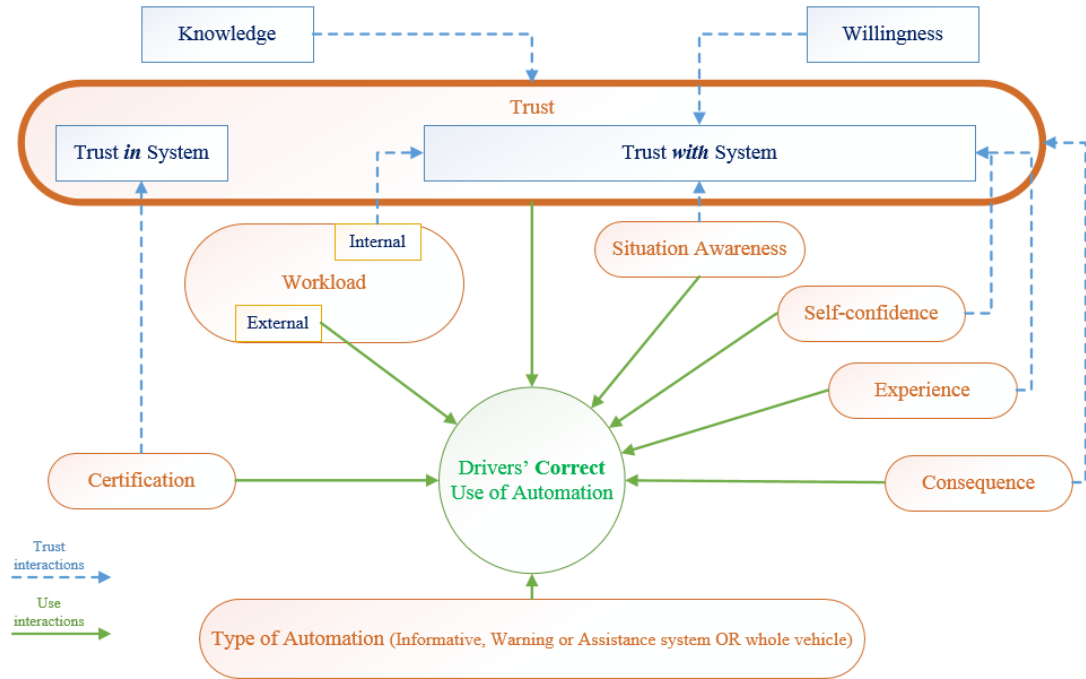 Knowledge
Willingness
Trust
Trust in System
Trust with System
Internal
Workload
External
Situation Awareness
Self-confidence
Experience
Drivers’ Correct
Use of Automation
Certification
Consequence
Trust
interactions
Use
interactions
Type of Automation (Informative, Warning or Assistance system OR whole vehicle)